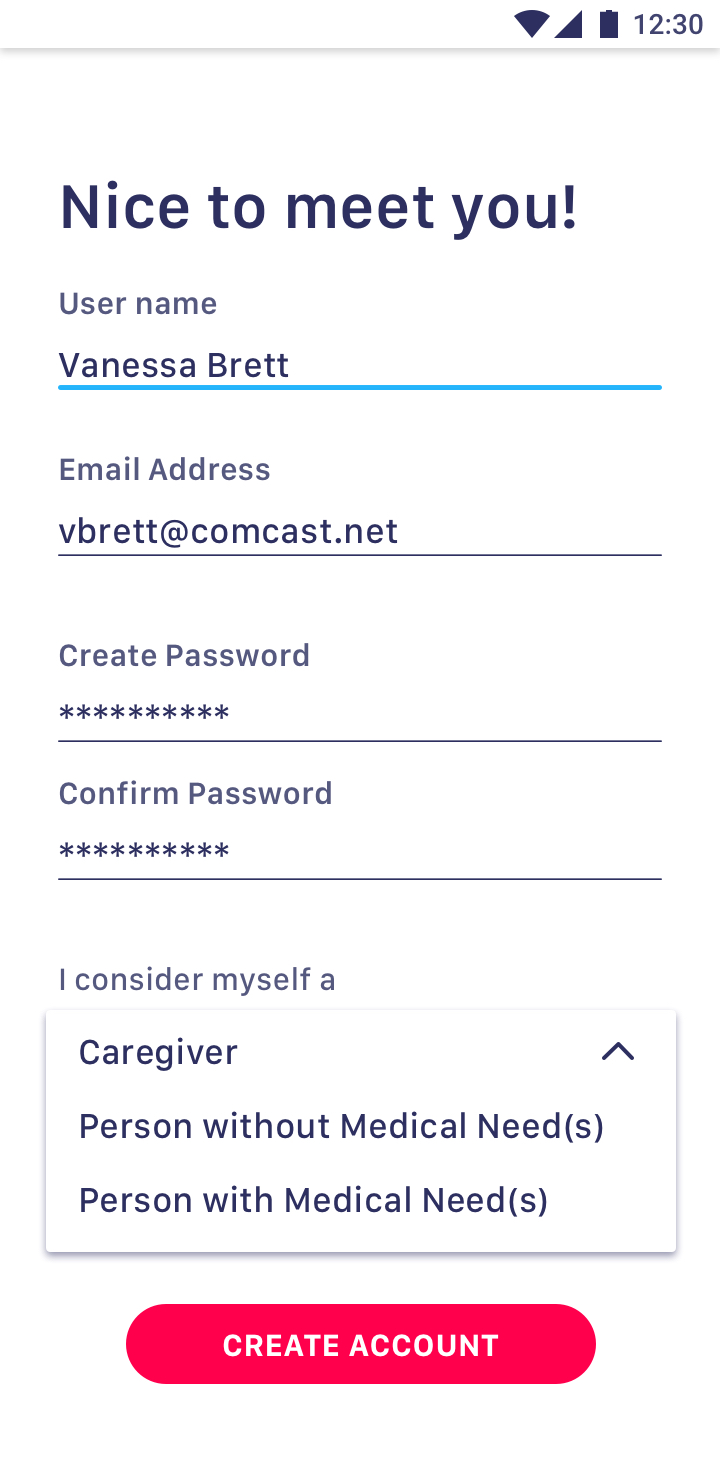 12:30
Nice to meet you!
User name
Vanessa Brett
Email Address
vbrett@comcast.net
Create Password
**********
Confirm Password
**********
I consider myself a
Caregiver
Person without Medical Need(s)
Person with Medical Need(s)
CREATE ACCOUNT